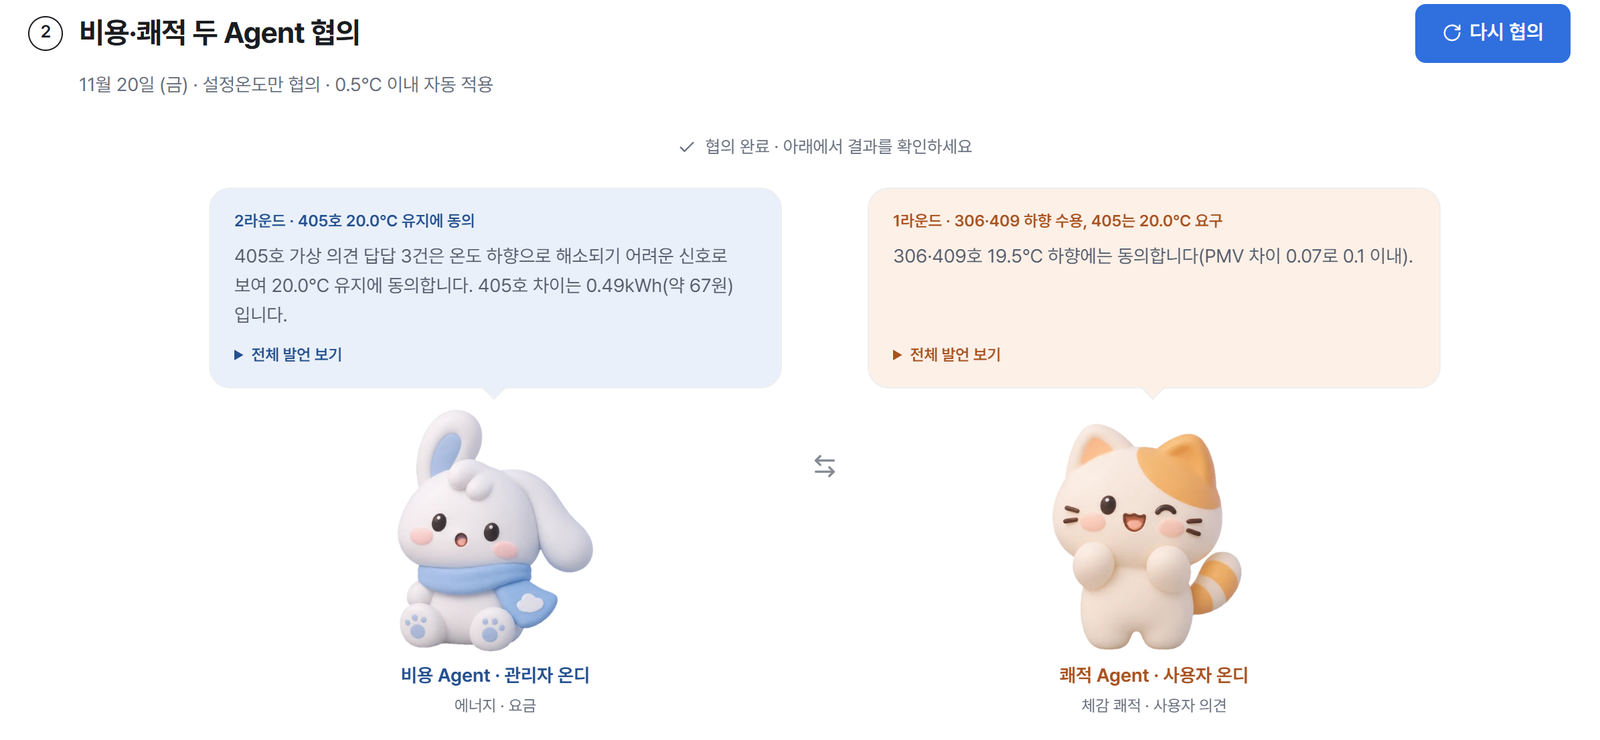 2 비용·쾌적 두 Agent 협의
다시 협의
11월 20일 (금) · 설정온도만 협의 · 0.5°C 이내 자동 적용
협의 완료 · 아래에서 결과를 확인하세요
2라운드 · 405호 20.0°C 유지에 동의
405호 가상 의견 답답 3건은 온도 하향으로 해소되기 어려운 신호로
보여 20.0°C 유지에 동의합니다. 405호 차이는 0.49kWh(약 67원)
입니다.
▶ 전체 발언 보기
1라운드 · 306·409 하향 수용, 405는 20.0°C 요구
306·409호 19.5°C 하향에는 동의합니다(PMV 차이 0.07로 0.1 이내).
▶ 전체 발언 보기
비용 Agent · 관리자 온디
에너지 · 요금
쾌적 Agent · 사용자 온디
체감 쾌적 · 사용자 의견